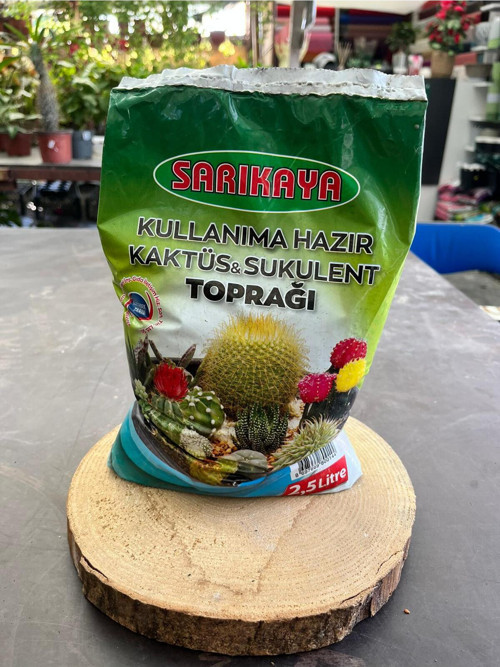 SARIKAYA
KULLANIMA HAZIR
KAKTÜS & SUKULENT
TOPRAĞI
2,5 Litre